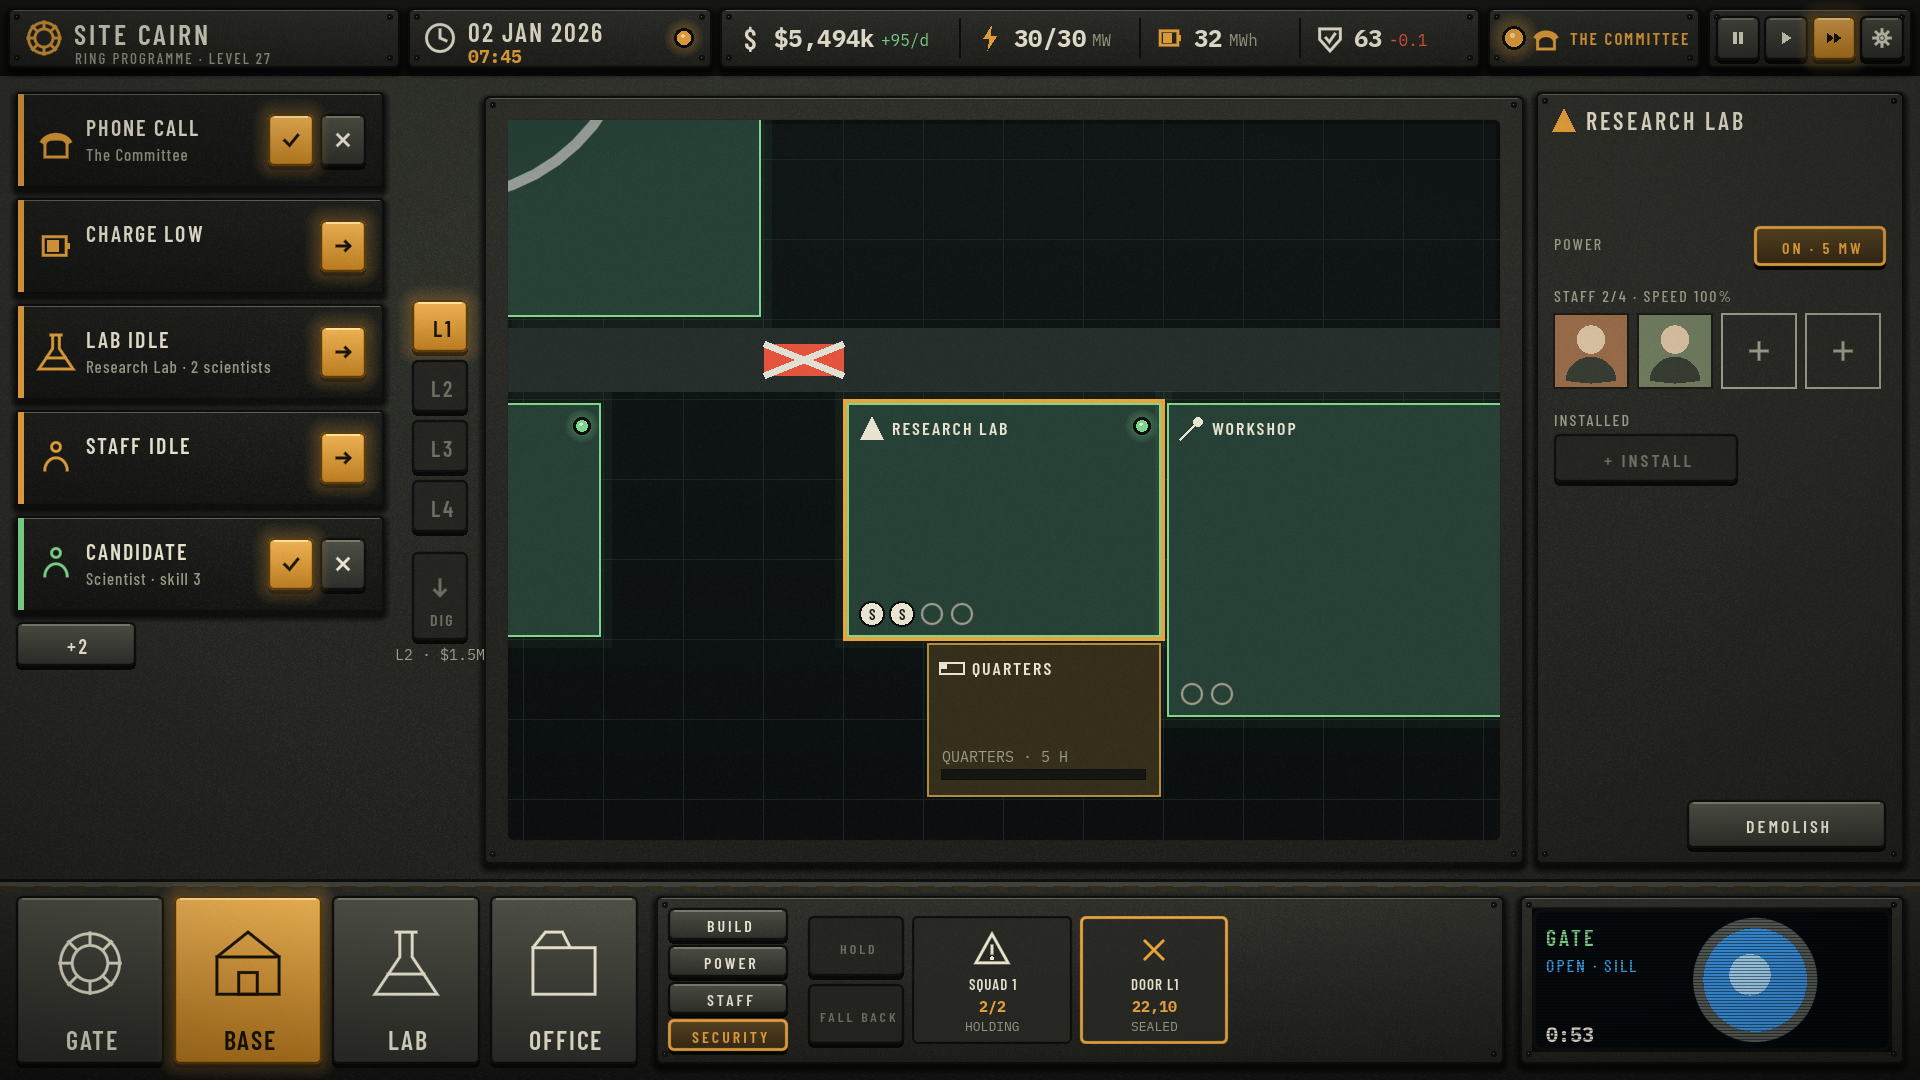 SITE CAIRN
RING PROGRAMME · LEVEL 27
02 JAN 2026
07:45
$ $5,494k +95/d
30/30 MW
32 MWh
63 -0.1
THE COMMITTEE
PHONE CALL
The Committee
CHARGE LOW
LAB IDLE
Research Lab · 2 scientists
STAFF IDLE
CANDIDATE
Scientist · skill 3
+2
L1
L2
L3
L4
DIG
L2 · $1.5M
RESEARCH LAB
S S
WORKSHOP
QUARTERS
QUARTERS · 5 H
RESEARCH LAB
POWER
ON · 5 MW
STAFF 2/4 · SPEED 100%
+ +
INSTALLED
+ INSTALL
DEMOLISH
GATE
BASE
LAB
OFFICE
BUILD
POWER
STAFF
SECURITY
HOLD
FALL BACK
SQUAD 1
2/2
HOLDING
DOOR L1
22,10
SEALED
GATE
OPEN · SILL
0:53